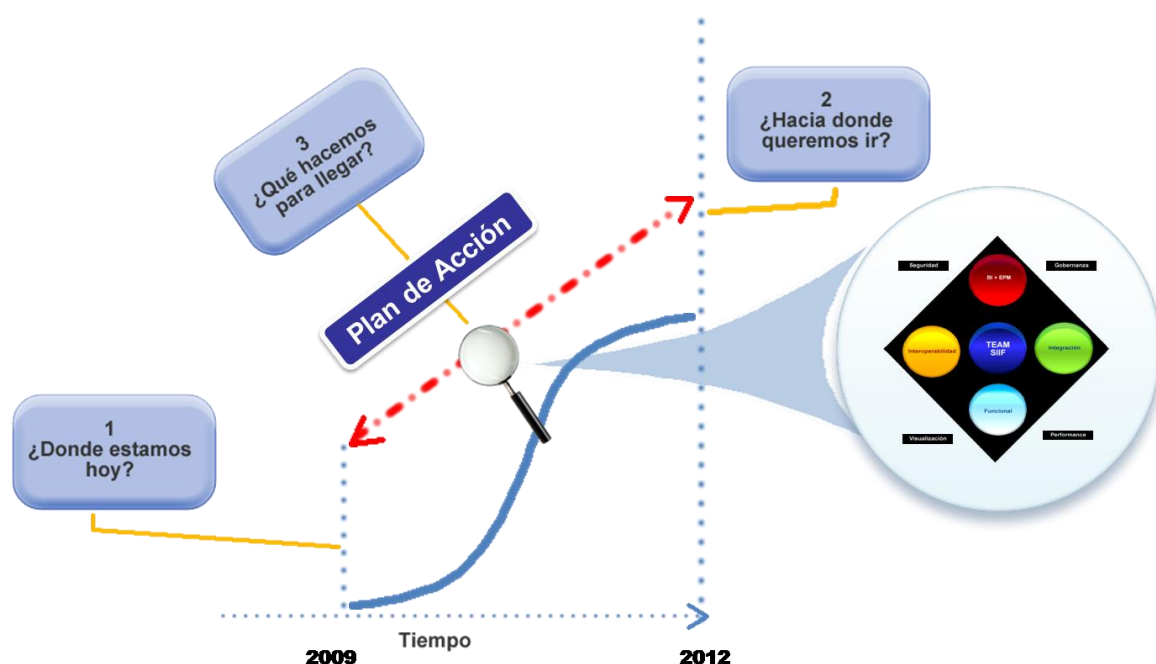 1
¿Donde estamos
hoy?
2
¿Hacia donde
queremos ir?
3
¿Qué hacemos
para llegar?
Plan de Acción
Seguridad
Gobernanza
BI + EPM
Interoperabilidad
TEAM
SIIF
Integración
Funcional
Visualización
Performance
Tiempo
2009
2012